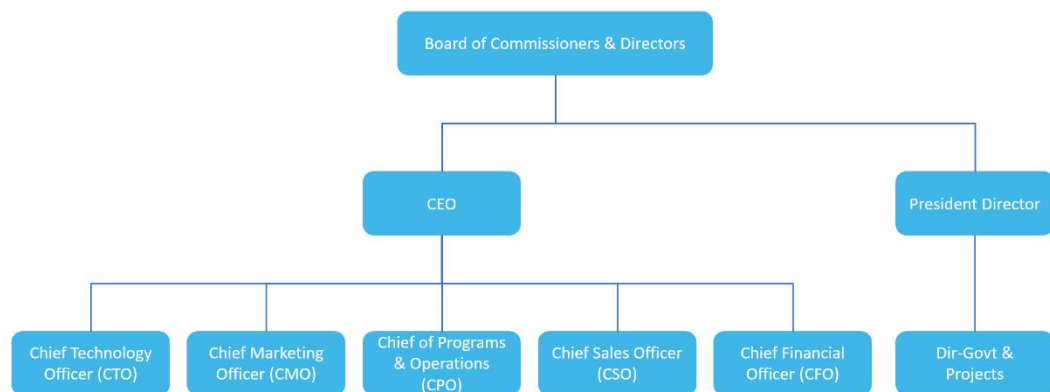 Board of Commissioners & Directors
CEO
President Director
Chief Technology
Officer (CTO)
Chief Marketing
Officer (CMO)
Chief of Programs
& Operations
(CPO)
Chief Sales Officer
(CSO)
Chief Financial
Officer (CFO)
Dir-Govt &
Projects